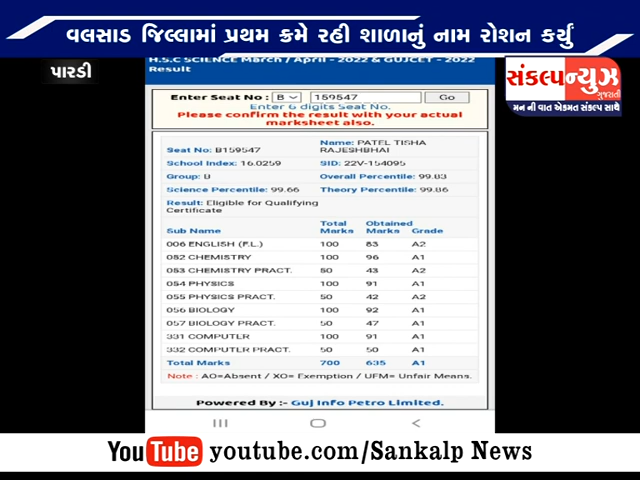 વલસાડ જિલ્લામાં પ્રથમ ક્રમે રહી શાળાનું નામ રોશન કર્યું
પારડી
સંકલ્પ ન્યુઝ
ગુજરાતી
મન ની વાત એકમત સંકલ્પ સાથે
H.S.C SCIENCE March / April - 2022 & GUJCET - 2022
Result
Enter Seat No : B 159547 Go
Enter 6 digits Seat No.
Please confirm the result with your actual
marksheet also.
Seat No: B159547 Name: PATEL TISHA RAJESHBHAI
School Index: 16.0259 SID: 22V-154095
Group: B Overall Percentile: 99.83
Science Percentile: 99.66 Theory Percentile: 99.86
Result: Eligible for Qualifying
Certificate
Sub Name Total Marks Obtained Marks Grade
006 ENGLISH (F.L.) 100 83 A2
052 CHEMISTRY 100 96 A1
053 CHEMISTRY PRACT. 50 43 A2
054 PHYSICS 100 91 A1
055 PHYSICS PRACT. 50 42 A2
056 BIOLOGY 100 92 A1
057 BIOLOGY PRACT. 50 47 A1
331 COMPUTER 100 91 A1
332 COMPUTER PRACT. 50 50 A1
Total Marks 700 635 A1
Note : AO=Absent / XO= Exemption / UFM= Unfair Means.
Powered By :- Guj Info Petro Limited.
YouTube youtube.com/Sankalp News